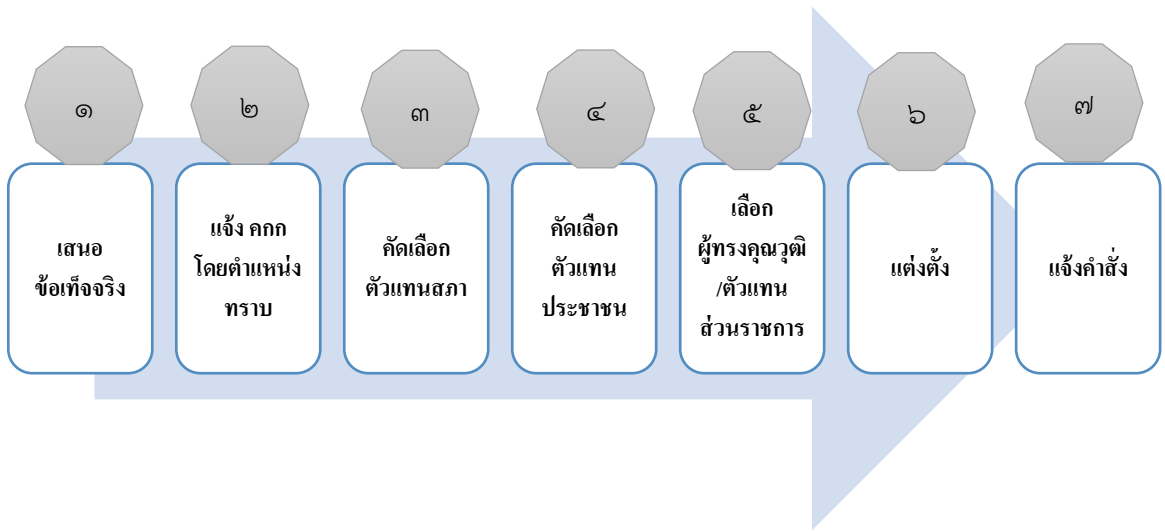 ๑
๒
๓
๔
๕
๖
๗
เสนอ
ข้อเท็จจริง
แจ้ง คกก
โดยตำแหน่ง
ทราบ
คัดเลือก
ตัวแทนสภา
คัดเลือก
ตัวแทน
ประชาชน
เลือก
ผู้ทรงคุณวุฒิ
/ตัวแทน
ส่วนราชการ
แต่งตั้ง
แจ้งคำสั่ง